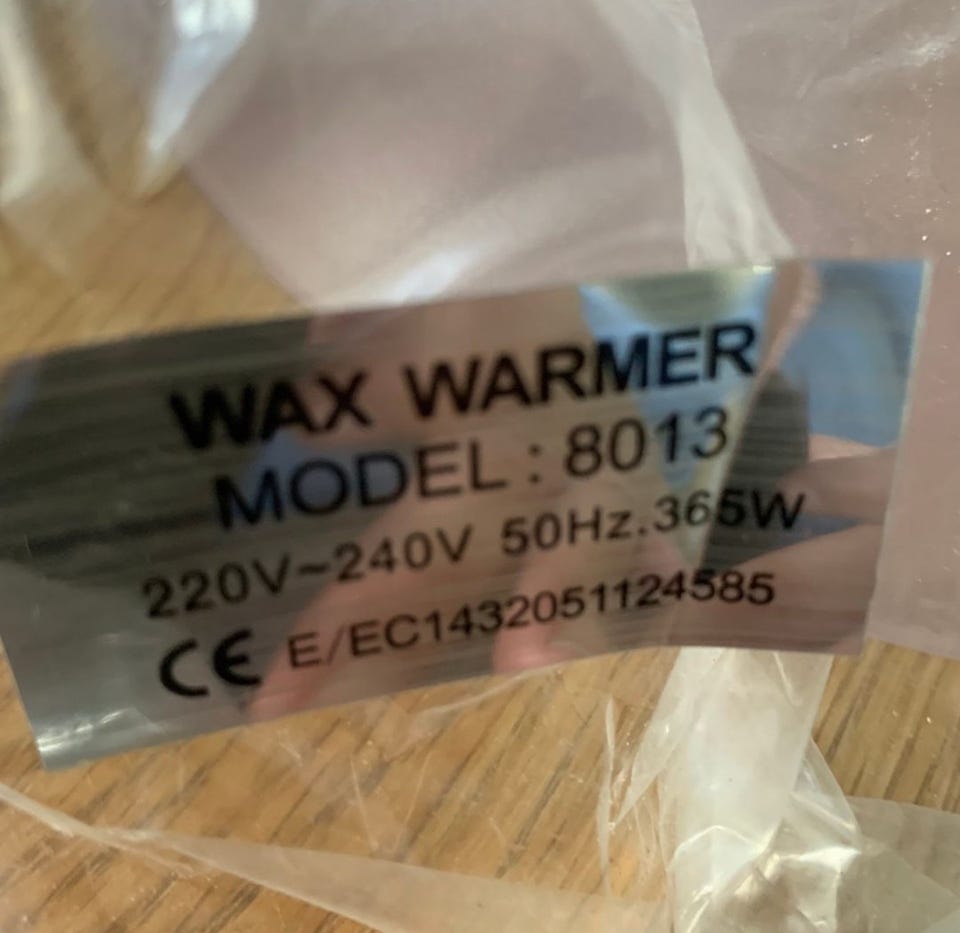 WAX WARMER
MODEL : 8013
220V~240V 50Hz.365W
CE E/EC1432051124585